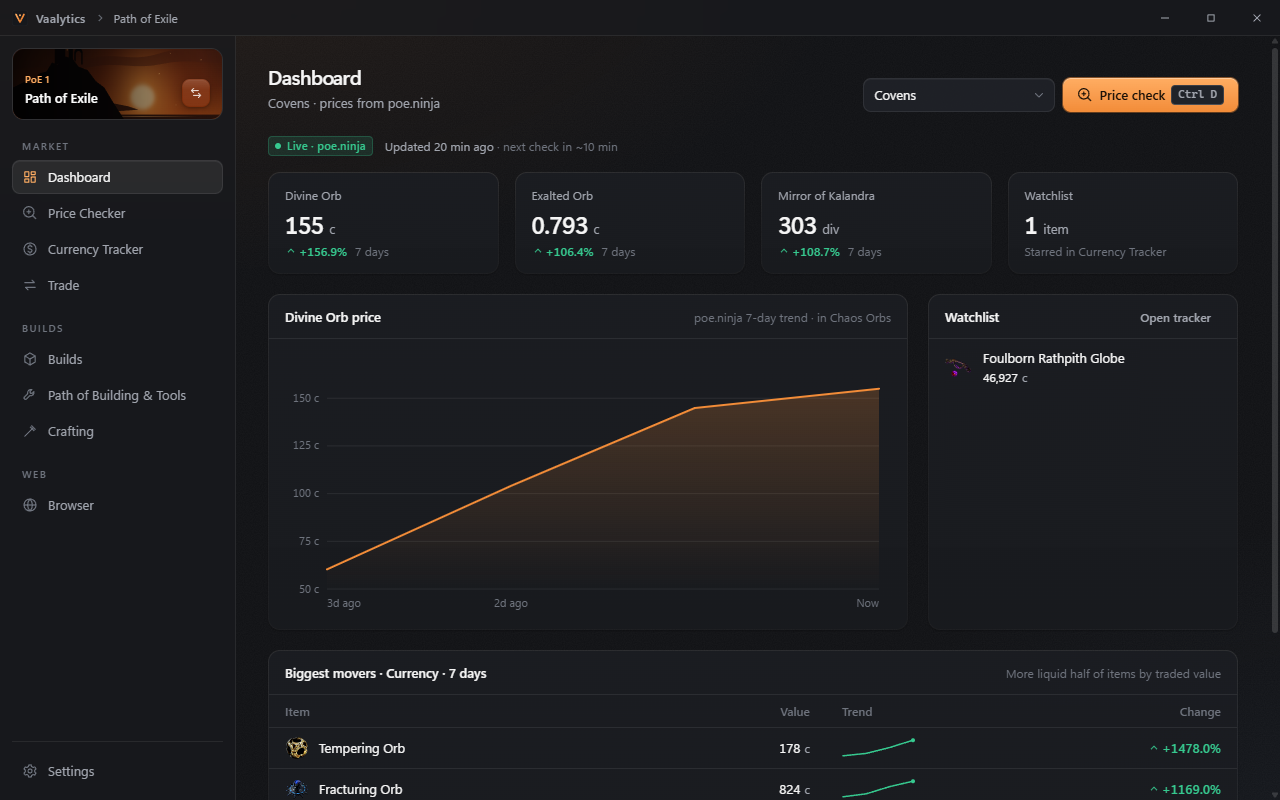 Vaalytics > Path of Exile
PoE 1
Path of Exile
MARKET
Dashboard
Price Checker
Currency Tracker
Trade
BUILDS
Builds
Path of Building & Tools
Crafting
WEB
Browser
Settings
Dashboard
Covens · prices from poe.ninja
Covens
Price check Ctrl D
Live · poe.ninja Updated 20 min ago · next check in ~10 min
Divine Orb
155 c
+156.9% 7 days
Exalted Orb
0.793 c
+106.4% 7 days
Mirror of Kalandra
303 div
+108.7% 7 days
Watchlist
1 item
Starred in Currency Tracker
Divine Orb price poe.ninja 7-day trend · in Chaos Orbs
150 c
125 c
100 c
75 c
50 c
3d ago 2d ago Now
Watchlist Open tracker
Foulborn Rathpith Globe
46,927 c
Biggest movers · Currency · 7 days More liquid half of items by traded value
Item Value Trend Change
Tempering Orb 178 c +1478.0%
Fracturing Orb 824 c +1169.0%